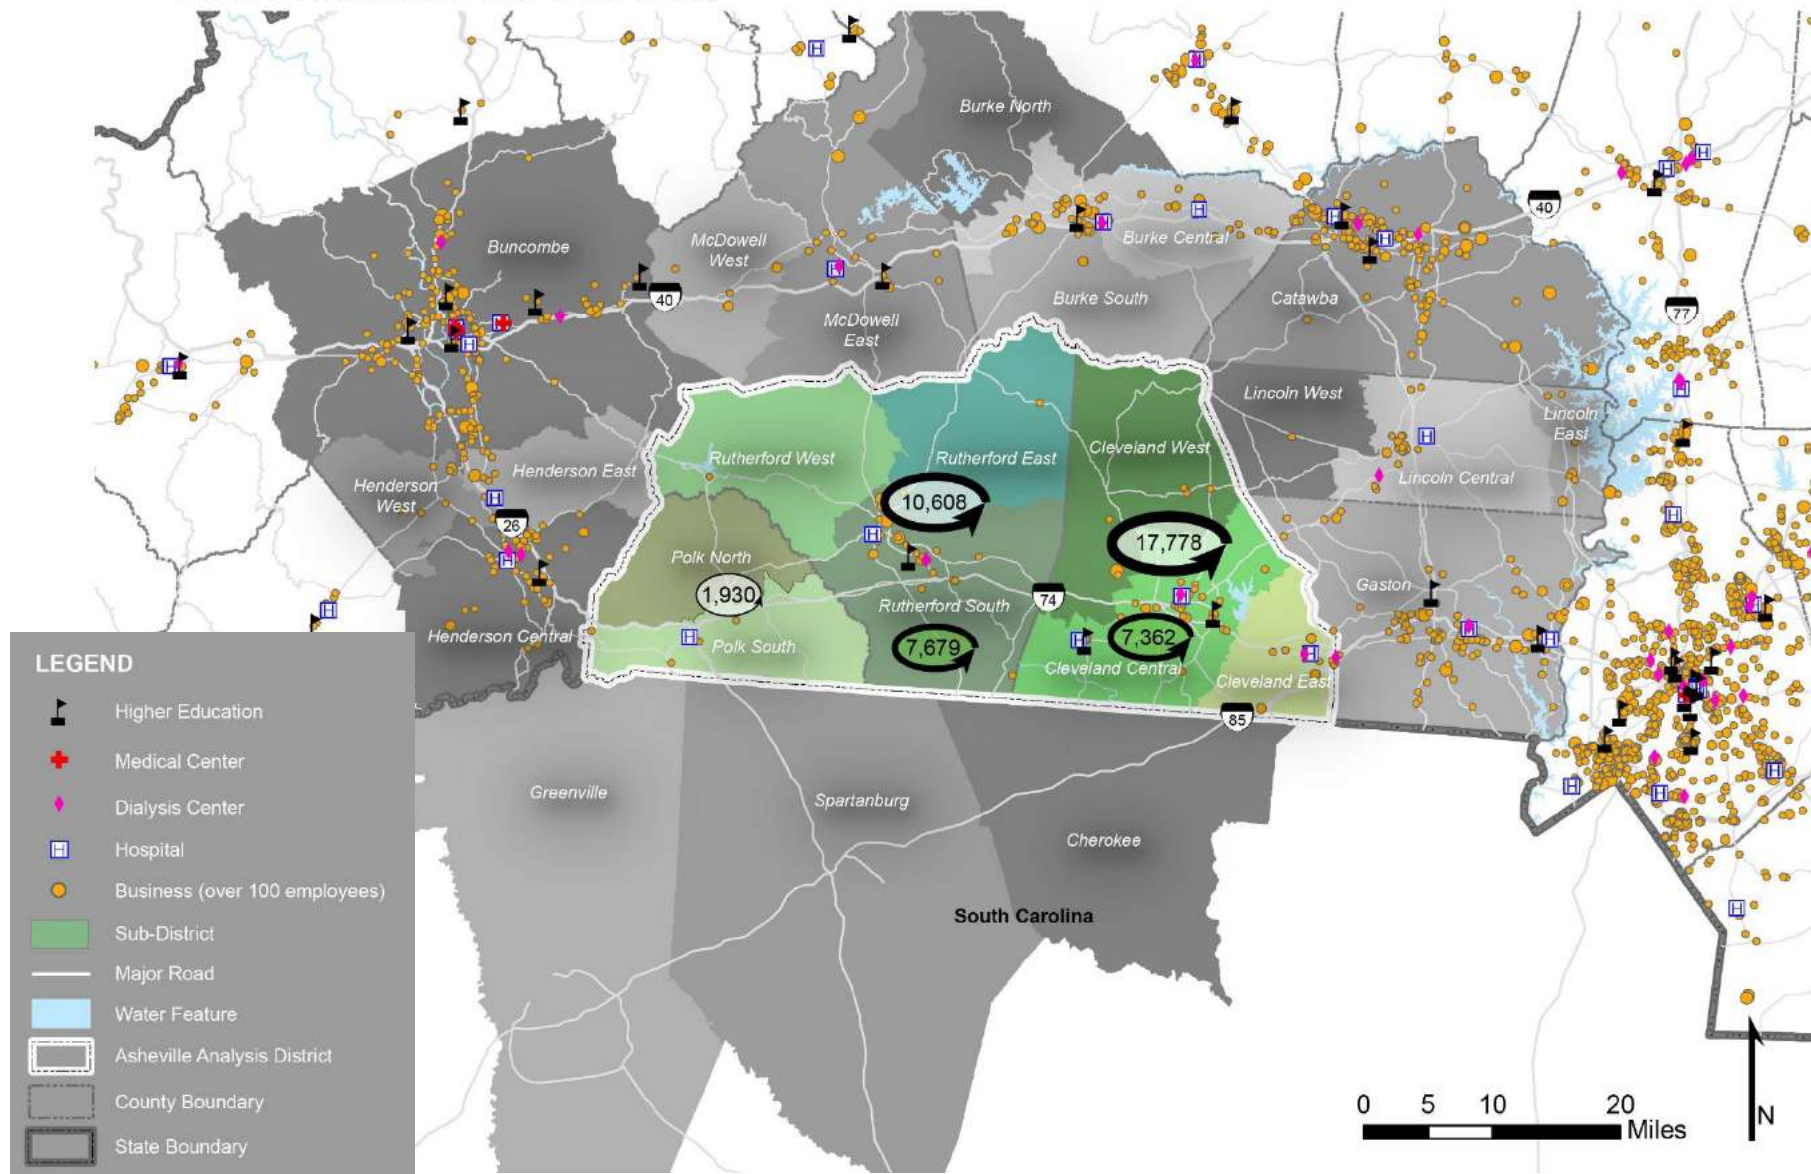 Burke North
40
Buncombe
McDowell
West
Burke Central
77
40
Burke South
Catawba
McDowell
East
Lincoln West
Lincoln
East
Cleveland West
Rutherford West
Rutherford East
Henderson East
Lincoln Central
Henderson
West
10,608
26
17,778
Polk North
Gaston
1,930
74
Rutherford South
Henderson Central
7,362
Polk South
7,679
Cleveland Central
Cleveland East
85
Greenville
Spartanburg
Cherokee
South Carolina
LEGEND
Higher Education
Medical Center
Dialysis Center
Hospital
Business (over 100 employees)
Sub-District
Major Road
Water Feature
Asheville Analysis District
County Boundary
State Boundary
0 5 10 20
Miles
N